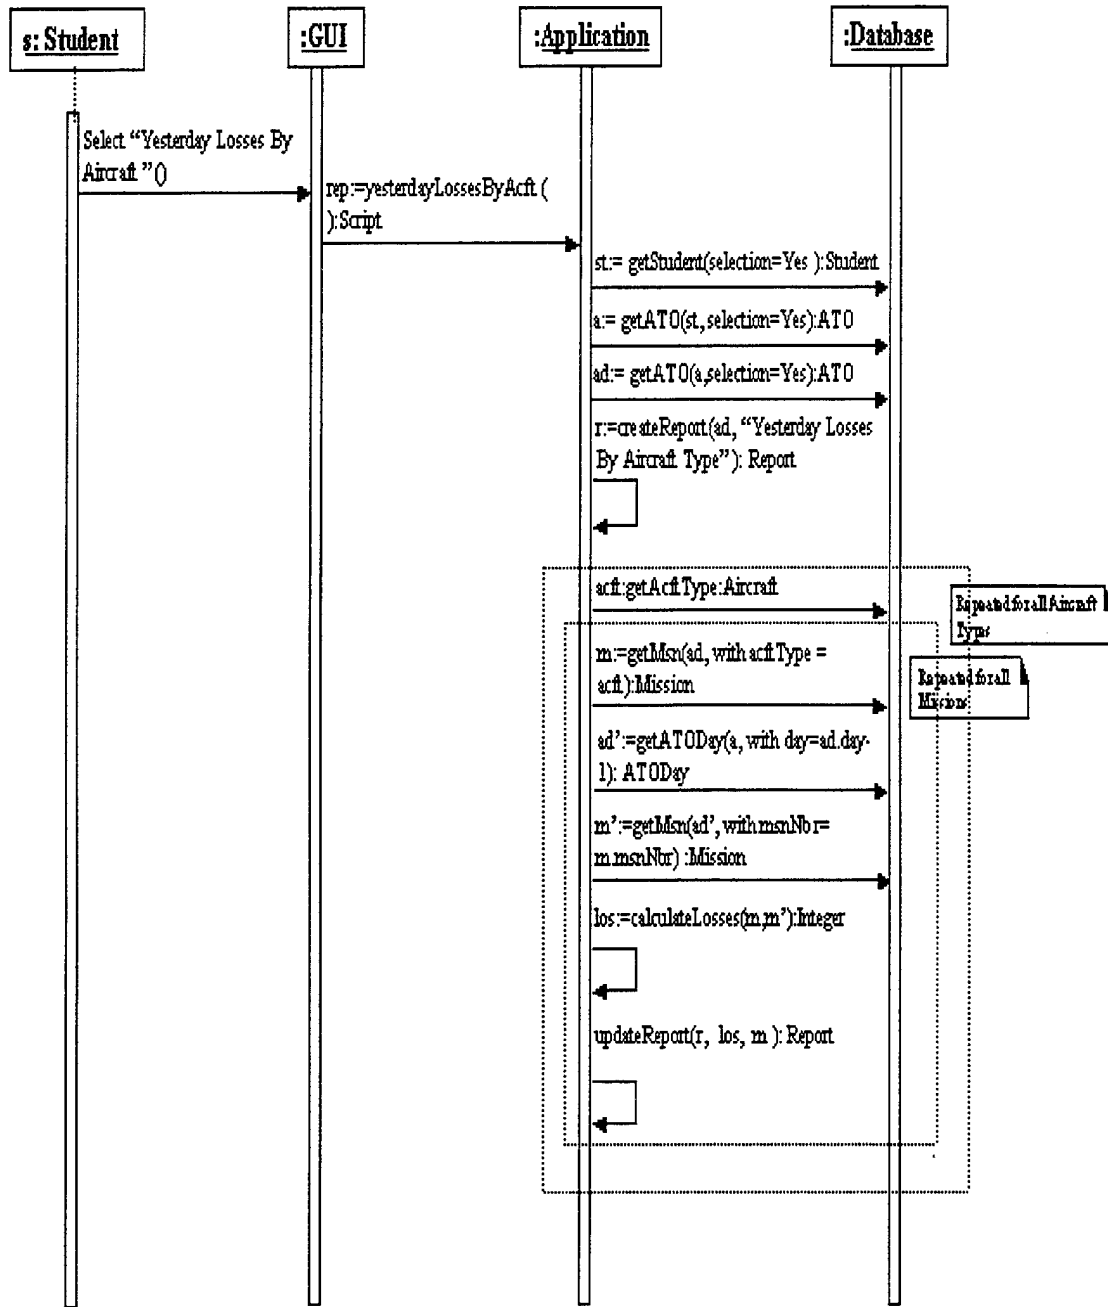 s: Student
:GUI
:Application
:Database
Select “Yesterday Losses By
Aircraft ”()
rep:=yesterdayLossesByAcft (
):Script
st:= getStudent(selection=Yes ):Student
a:= getATO(st, selection=Yes):ATO
ad:= getATO(a,selection=Yes):ATO
r:=createReport(ad, “Yesterday Losses
By Aircraft Type”): Report
acft:getAcftType:Aircraft
Repeated for all Aircraft
Types
m:=getMsn(ad, with acftType =
acft):Mission
Repeated for all
Missions
ad’:=getATODay(a, with day=ad.day-
1): ATODay
m’:=getMsn(ad’, with msnNbr=
m.msnNbr) :Mission
los:=calculateLosses(m,m’):Integer
updateReport(r, los, m ): Report